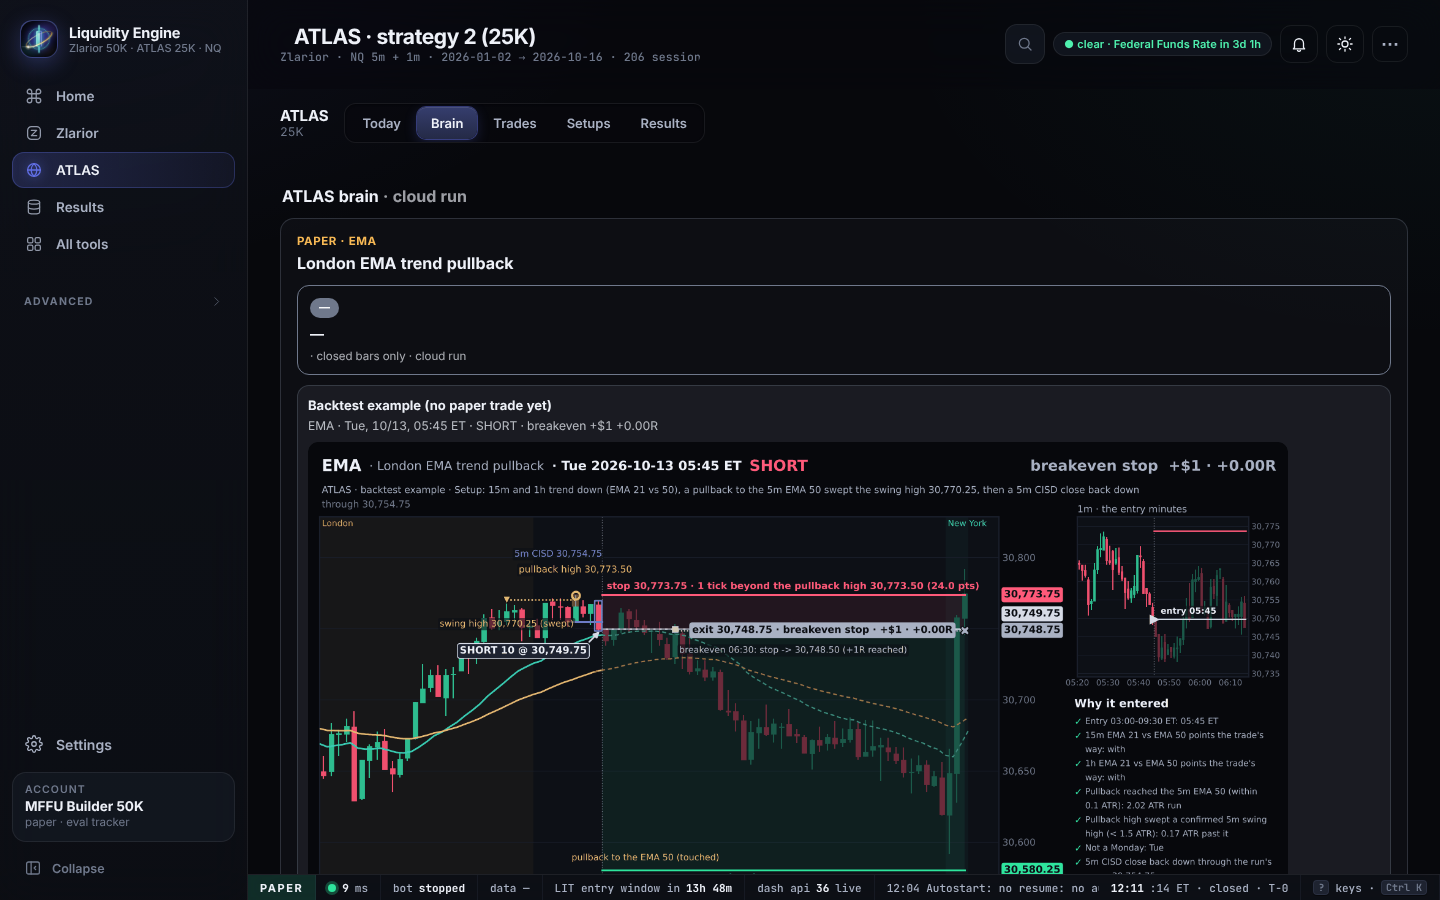 Liquidity Engine
Zlarior 50K · ATLAS 25K · NQ
Home
Zlarior
ATLAS
Results
All tools
ADVANCED
Settings
ACCOUNT
MFFU Builder 50K
paper · eval tracker
Collapse
ATLAS · strategy 2 (25K)
Zlarior · NQ 5m + 1m · 2026-01-02 → 2026-10-16 · 206 session
clear · Federal Funds Rate in 3d 1h
ATLAS
25K
Today
Brain
Trades
Setups
Results
ATLAS brain · cloud run
PAPER · EMA
London EMA trend pullback
—
—
· closed bars only · cloud run
Backtest example (no paper trade yet)
EMA · Tue, 10/13, 05:45 ET · SHORT · breakeven +$1 +0.00R
EMA · London EMA trend pullback · Tue 2026-10-13 05:45 ET SHORT
breakeven stop +$1 · +0.00R
ATLAS · backtest example · Setup: 15m and 1h trend down (EMA 21 vs 50), a pullback to the 5m EMA 50 swept the swing high 30,770.25, then a 5m CISD close back down
through 30,754.75
London
New York
5m CISD 30,754.75
pullback high 30,773.50
stop 30,773.75 · 1 tick beyond the pullback high 30,773.50 (24.0 pts)
swing high 30,770.25 (swept)
exit 30,748.75 · breakeven stop · +$1 · +0.00R
SHORT 10 @ 30,749.75
breakeven 06:30: stop -> 30,748.50 (+1R reached)
pullback to the EMA 50 (touched)
30,800
30,773.75
30,749.75
30,748.75
30,700
30,650
30,600
30,580.25
1m · the entry minutes
30,775
30,770
30,765
30,760
30,755
30,750
30,745
30,740
30,735
entry 05:45
05:20 05:30 05:40 05:50 06:00 06:10
Why it entered
✓ Entry 03:00-09:30 ET: 05:45 ET
✓ 15m EMA 21 vs EMA 50 points the trade's
way: with
✓ 1h EMA 21 vs EMA 50 points the trade's
way: with
✓ Pullback reached the 5m EMA 50 (within
0.1 ATR): 2.02 ATR run
✓ Pullback high swept a confirmed 5m swing
high (< 1.5 ATR): 0.17 ATR past it
✓ Not a Monday: Tue
✓ 5m CISD close back down through the run's
PAPER
9 ms
bot stopped
data —
LIT entry window in 13h 48m
dash api 36 live
12:04 Autostart: no resume: no a
12:11 :14 ET · closed · T-0
? keys · Ctrl K